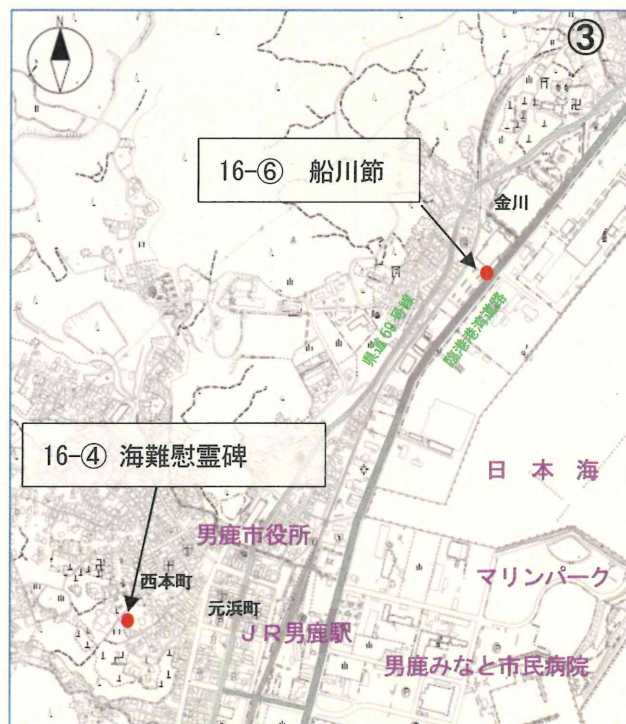 N
③
16-⑥ 船川節
金川
県道59号線
臨港港湾道路
16-④ 海難慰霊碑
日本海
男鹿市役所
マリンパーク
西本町
元浜町
JR男鹿駅
男鹿みなと市民病院